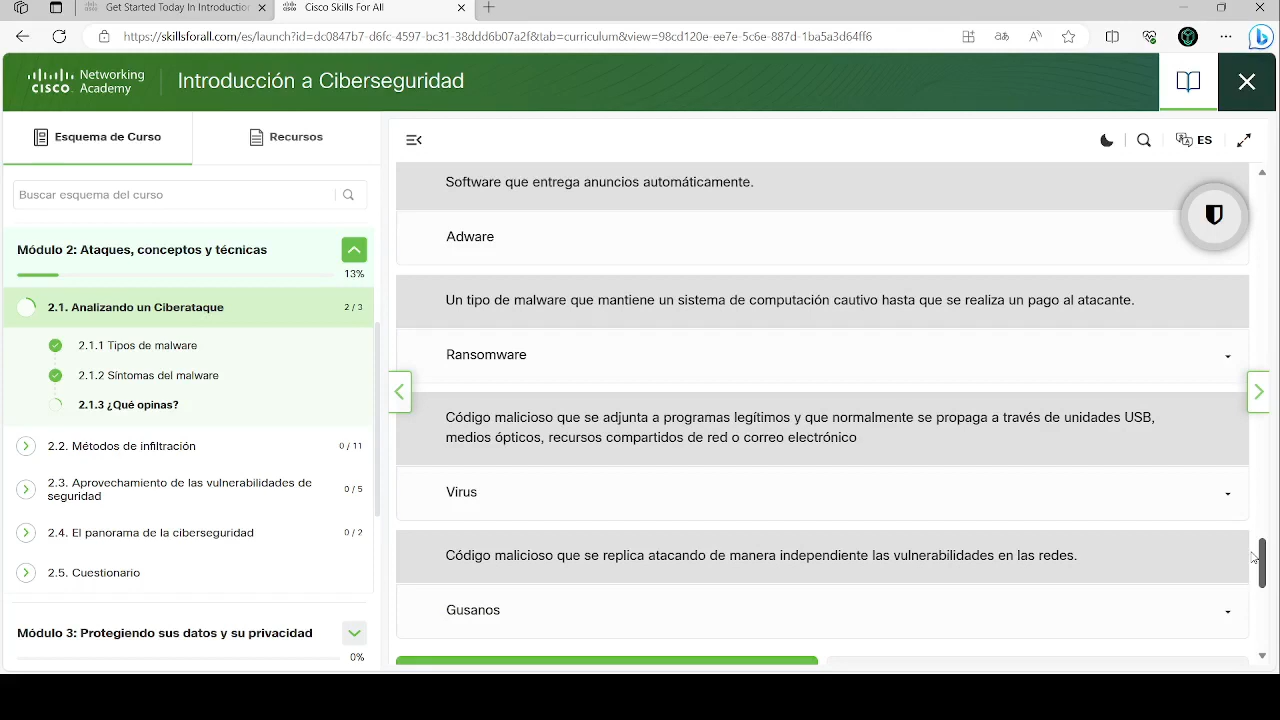 Get Started Today In Introduction
Cisco Skills For All
https://skillsforall.com/es/launch?id=dc0847b7-d6fc-4597-bc31-38ddd6b07a2f&tab=curriculum&view=98cd120e-ee7e-5c6e-887d-1ba5a3d64ff6
CISCO Networking Academy
Introducción a Ciberseguridad
Esquema de Curso
Recursos
ES
Buscar esquema del curso
Módulo 2: Ataques, conceptos y técnicas
13%
2.1. Analizando un Ciberataque 2 / 3
2.1.1 Tipos de malware
2.1.2 Síntomas del malware
2.1.3 ¿Qué opinas?
2.2. Métodos de infiltración 0 / 11
2.3. Aprovechamiento de las vulnerabilidades de
seguridad 0 / 5
2.4. El panorama de la ciberseguridad 0 / 2
2.5. Cuestionario
Módulo 3: Protegiendo sus datos y su privacidad
0%
Software que entrega anuncios automáticamente.
Adware
Un tipo de malware que mantiene un sistema de computación cautivo hasta que se realiza un pago al atacante.
Ransomware
Código malicioso que se adjunta a programas legítimos y que normalmente se propaga a través de unidades USB,
medios ópticos, recursos compartidos de red o correo electrónico
Virus
Código malicioso que se replica atacando de manera independiente las vulnerabilidades en las redes.
Gusanos